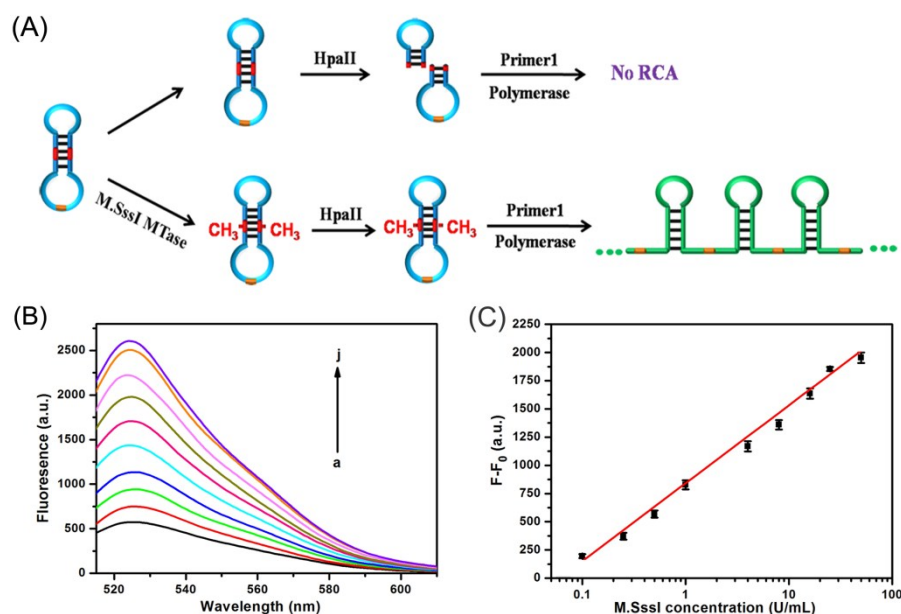 (A)
HpaII
Primer1
Polymerase
No RCA
M.SssI MTase
CH3 CH3
HpaII
CH3 CH3
Primer1
Polymerase
(B)
2500
2000
1500
1000
500
0
Fluoresence (a.u.)
j
a
520 540 560 580 600
Wavelength (nm)
(C)
2250
2000
1750
1500
1250
1000
750
500
250
0
F-F0 (a.u.)
0.1 1 10 100
M.SssI concentration (U/mL)